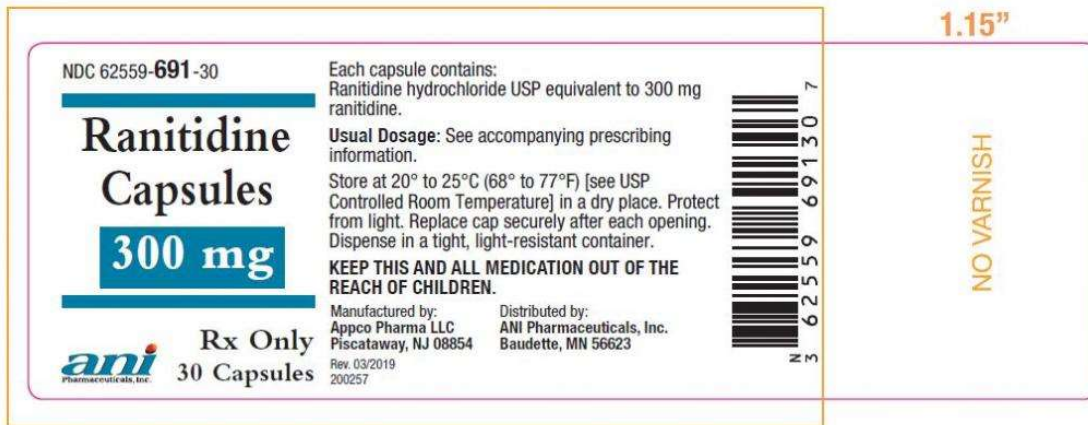 1.15”
NDC 62559-691-30
Ranitidine
Capsules
300 mg
Rx Only
30 Capsules
ani
Pharmaceuticals, Inc.
Each capsule contains:
Ranitidine hydrochloride USP equivalent to 300 mg
ranitidine.
Usual Dosage: See accompanying prescribing
information.
Store at 20° to 25°C (68° to 77°F) [see USP
Controlled Room Temperature] in a dry place. Protect
from light. Replace cap securely after each opening.
Dispense in a tight, light-resistant container.
KEEP THIS AND ALL MEDICATION OUT OF THE
REACH OF CHILDREN.
Manufactured by:
Appco Pharma LLC
Piscataway, NJ 08854
Distributed by:
ANI Pharmaceuticals, Inc.
Baudette, MN 56623
Rev. 03/2019
200257
N
3 62559 69130 7
NO VARNISH